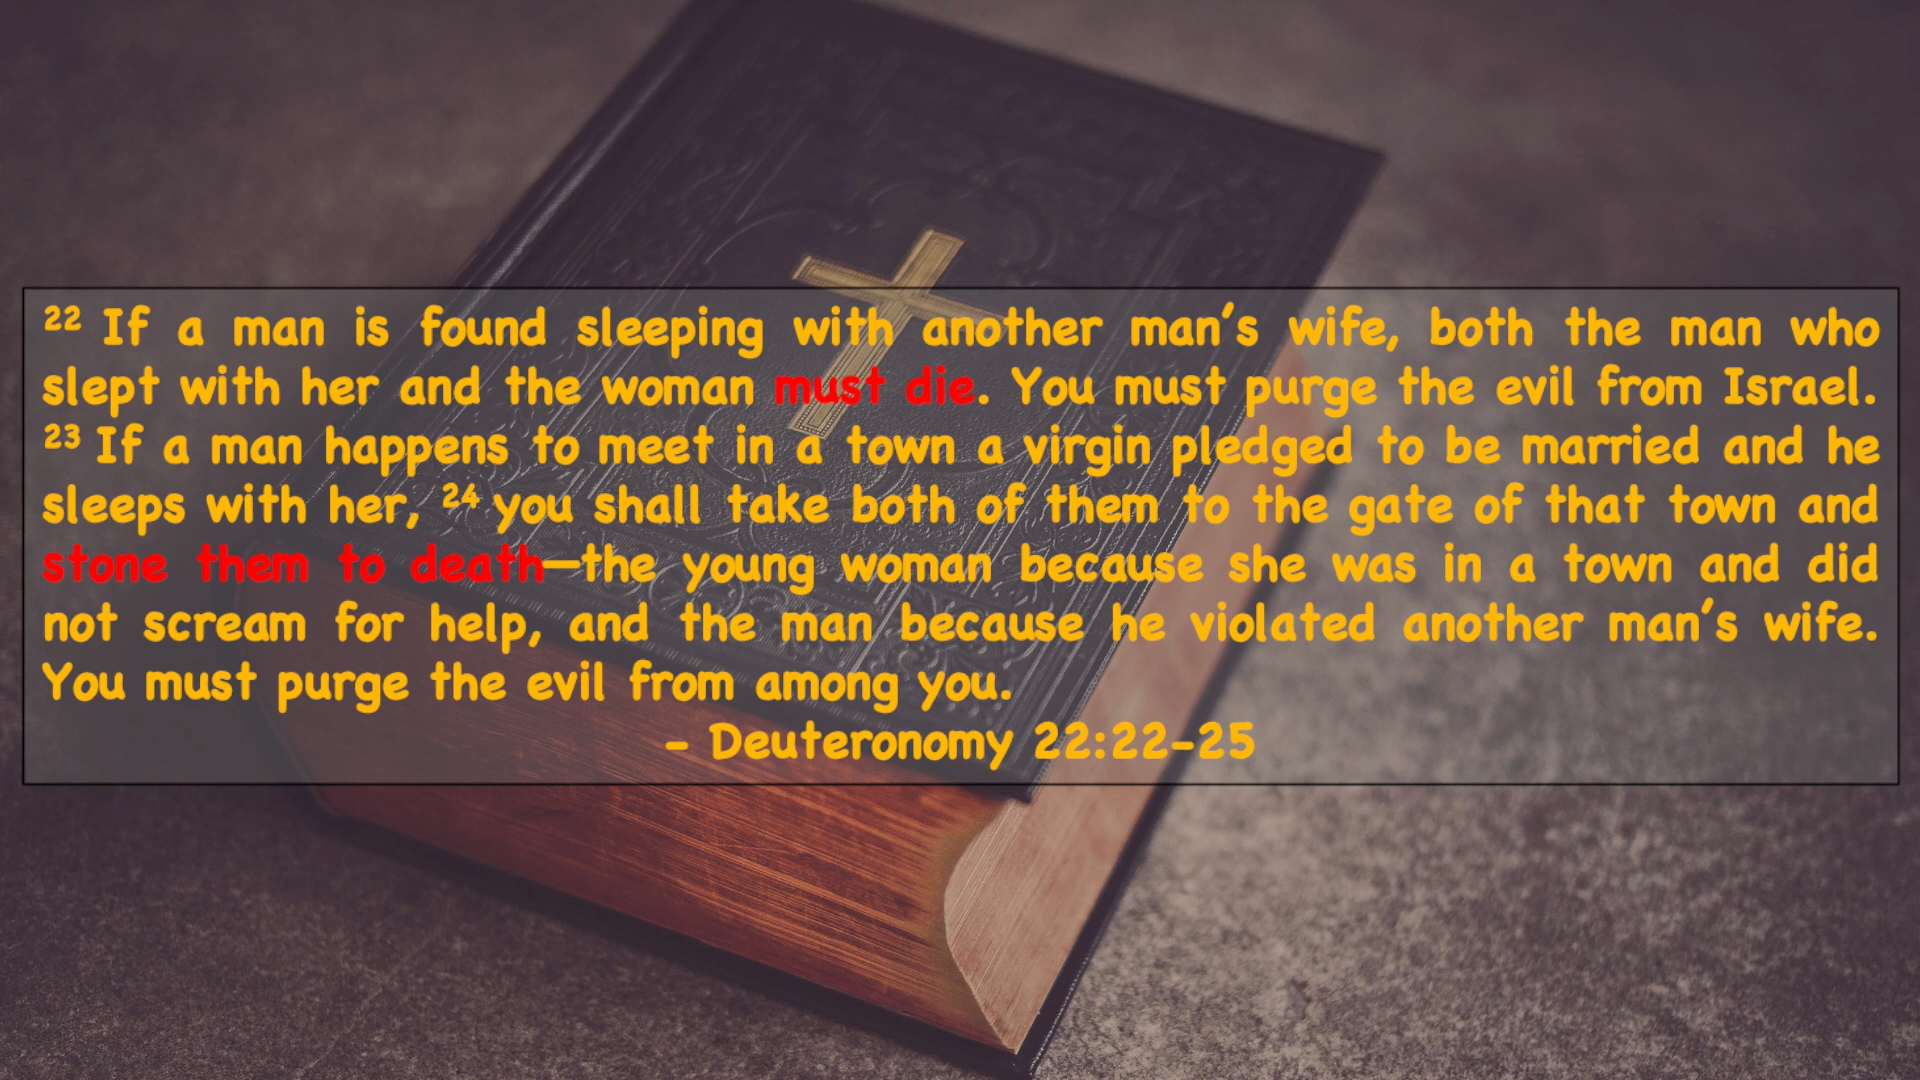 22 If a man is found sleeping with another man's wife, both the man who
slept with her and the woman must die. You must purge the evil from Israel.
23 If a man happens to meet in a town a virgin pledged to be married and he
sleeps with her, 24 you shall take both of them to the gate of that town and
stone them to death—the young woman because she was in a town and did
not scream for help, and the man because he violated another man's wife.
You must purge the evil from among you.
- Deuteronomy 22:22-25